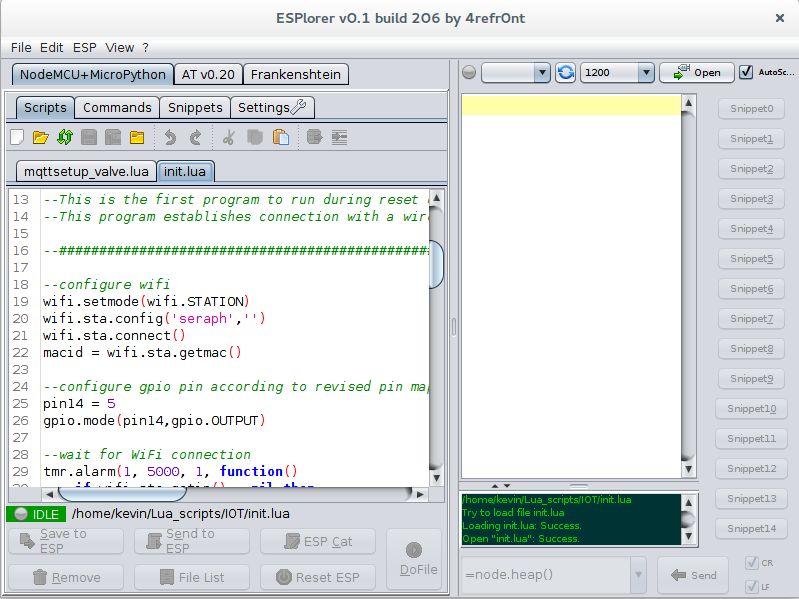 ESPlorer v0.1 build 206 by 4refr0nt
File Edit ESP View ?
NodeMCU+MicroPython AT v0.20 Frankenshtein
Scripts Commands Snippets Settings
mqttsetup_valve.lua init.lua
13 --This is the first program to run during reset
14 --This program establishes connection with a
15
16 --################################################
17
18 --configure wifi
19 wifi.setmode(wifi.STATION)
20 wifi.sta.config('seraph','')
21 wifi.sta.connect()
22 macid = wifi.sta.getmac()
23
24 --configure gpio pin according to revised pin map
25 pin14 = 5
26 gpio.mode(pin14,gpio.OUTPUT)
27
28 --wait for WiFi connection
29 tmr.alarm(1, 5000, 1, function()
IDLE /home/kevin/Lua_scripts/IOT/init.lua
Save to ESP
Send to ESP
ESP Cat
DoFile
Remove
File List
Reset ESP
1200
Open
AutoSc...
Snippet0
Snippet1
Snippet2
Snippet3
Snippet4
Snippet5
Snippet6
Snippet7
Snippet8
Snippet9
Snippet10
Snippet11
Snippet12
Snippet13
Snippet14
/home/kevin/Lua_scripts/IOT/init.lua
Try to load file init.lua
Loading init.lua: Success.
Open "init.lua": Success.
=node.heap()
Send
CR
LF